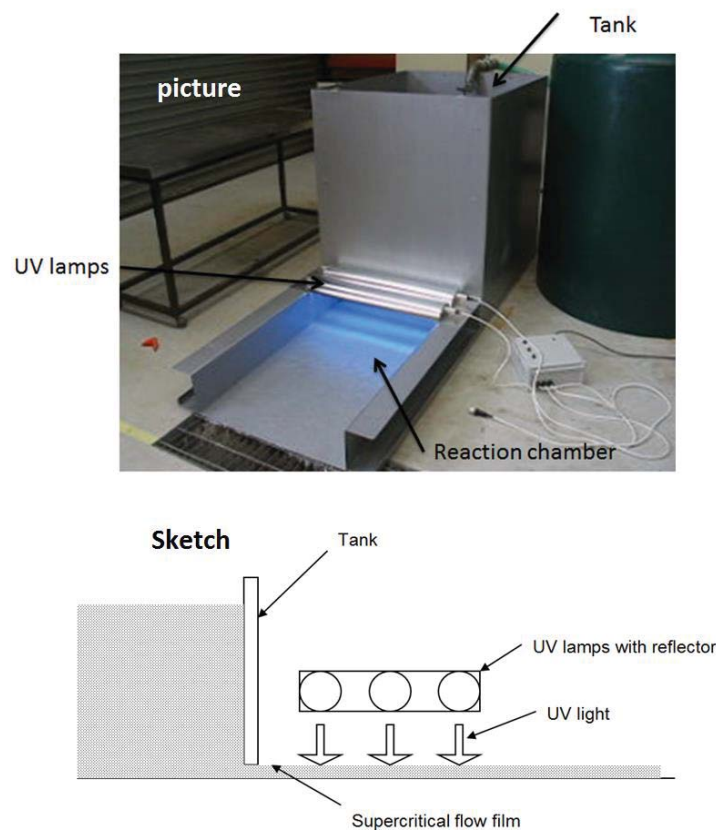 Tank
picture
UV lamps
Reaction chamber
Sketch
Tank
UV lamps with reflector
UV light
Supercritical flow film